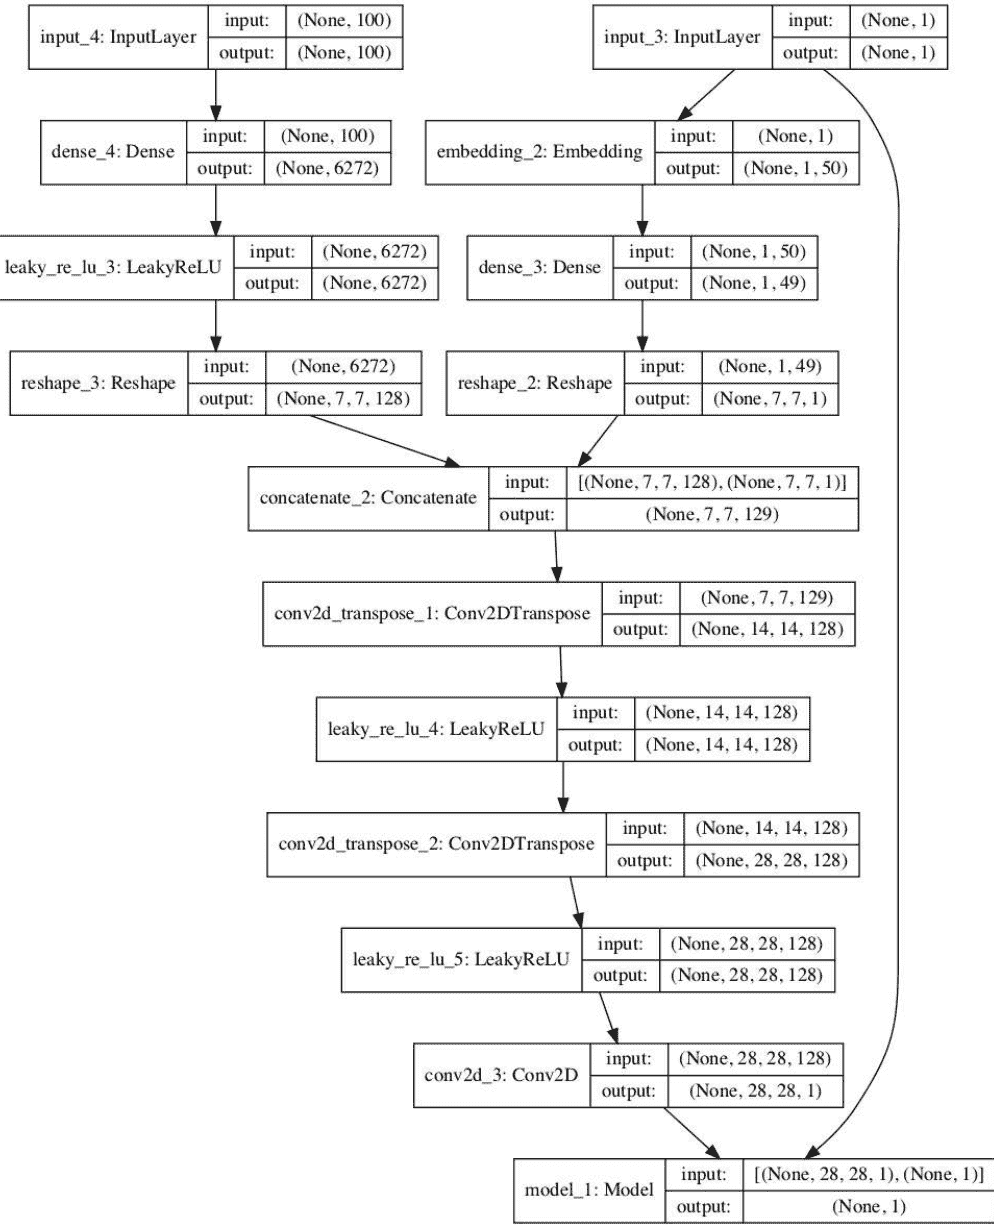 input_4: InputLayer
input: (None, 100)
output: (None, 100)
input_3: InputLayer
input: (None, 1)
output: (None, 1)
dense_4: Dense
input: (None, 100)
output: (None, 6272)
embedding_2: Embedding
input: (None, 1)
output: (None, 1, 50)
leaky_re_lu_3: LeakyReLU
input: (None, 6272)
output: (None, 6272)
dense_3: Dense
input: (None, 1, 50)
output: (None, 1, 49)
reshape_3: Reshape
input: (None, 6272)
output: (None, 7, 7, 128)
reshape_2: Reshape
input: (None, 1, 49)
output: (None, 7, 7, 1)
concatenate_2: Concatenate
input: [(None, 7, 7, 128), (None, 7, 7, 1)]
output: (None, 7, 7, 129)
conv2d_transpose_1: Conv2DTranspose
input: (None, 7, 7, 129)
output: (None, 14, 14, 128)
leaky_re_lu_4: LeakyReLU
input: (None, 14, 14, 128)
output: (None, 14, 14, 128)
conv2d_transpose_2: Conv2DTranspose
input: (None, 14, 14, 128)
output: (None, 28, 28, 128)
leaky_re_lu_5: LeakyReLU
input: (None, 28, 28, 128)
output: (None, 28, 28, 128)
conv2d_3: Conv2D
input: (None, 28, 28, 128)
output: (None, 28, 28, 1)
model_1: Model
input: [(None, 28, 28, 1), (None, 1)]
output: (None, 1)